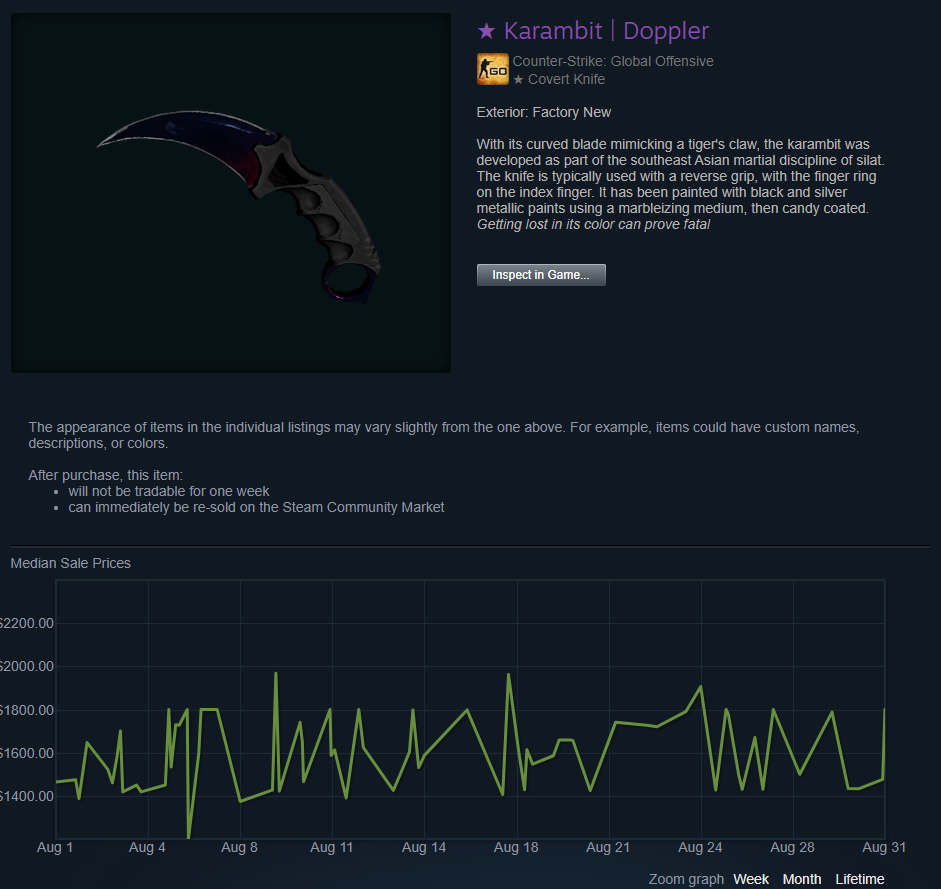 ★ Karambit | Doppler
GO
Counter-Strike: Global Offensive
★ Covert Knife
Exterior: Factory New
With its curved blade mimicking a tiger's claw, the karambit was
developed as part of the southeast Asian martial discipline of silat.
The knife is typically used with a reverse grip, with the finger ring
on the index finger. It has been painted with black and silver
metallic paints using a marbleizing medium, then candy coated.
Getting lost in its color can prove fatal
Inspect in Game...
The appearance of items in the individual listings may vary slightly from the one above. For example, items could have custom names,
descriptions, or colors.
After purchase, this item:
• will not be tradable for one week
• can immediately be re-sold on the Steam Community Market
Median Sale Prices
$2200.00
$2000.00
$1800.00
$1600.00
$1400.00
Aug 1 Aug 4 Aug 8 Aug 11 Aug 14 Aug 18 Aug 21 Aug 24 Aug 28 Aug 31
Zoom graph Week Month Lifetime